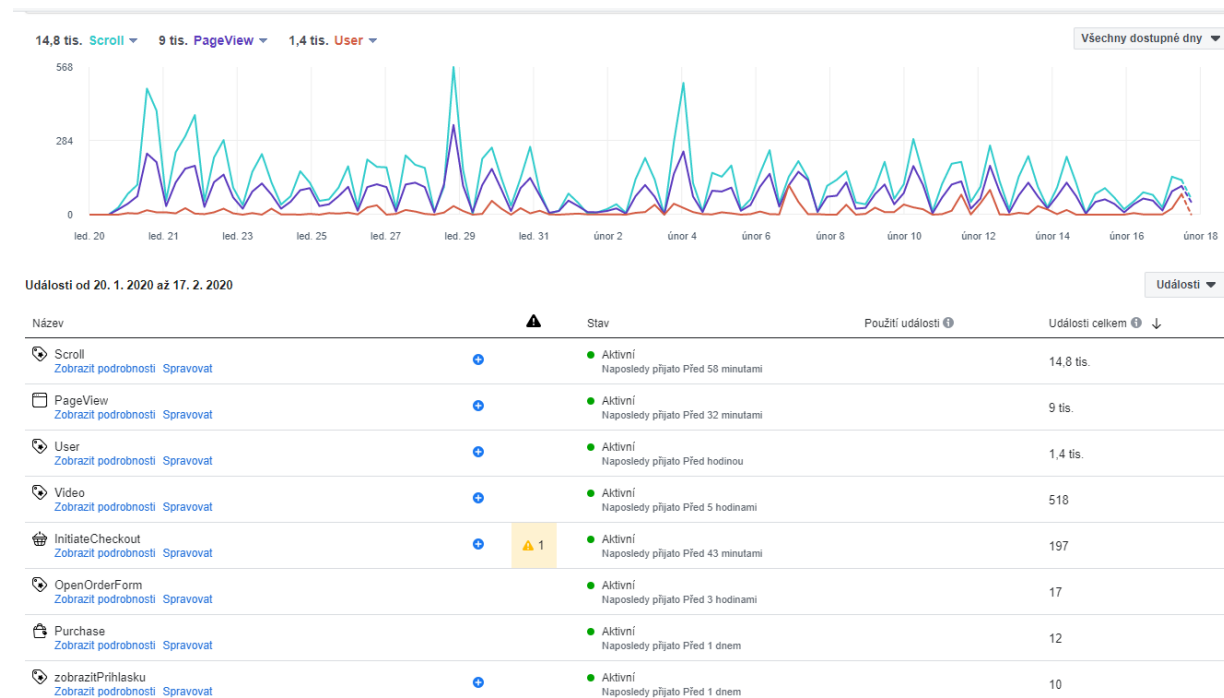 14,8 tis. Scroll 9 tis. PageView 1,4 tis. User Všechny dostupné dny
568
284
0
led. 20 led. 21 led. 23 led. 25 led. 27 led. 29 led. 31 únor 2 únor 4 únor 6 únor 8 únor 10 únor 12 únor 14 únor 16 únor 18
Události od 20. 1. 2020 až 17. 2. 2020 Události
Název Stav Použití události Události celkem
Scroll Aktivní 14,8 tis.
Zobrazit podrobnosti Spravovat Naposledy přijato Před 58 minutami
PageView Aktivní 9 tis.
Zobrazit podrobnosti Spravovat Naposledy přijato Před 32 minutami
User Aktivní 1,4 tis.
Zobrazit podrobnosti Spravovat Naposledy přijato Před hodinou
Video Aktivní 518
Zobrazit podrobnosti Spravovat Naposledy přijato Před 5 hodinami
InitiateCheckout 1 Aktivní 197
Zobrazit podrobnosti Spravovat Naposledy přijato Před 43 minutami
OpenOrderForm Aktivní 17
Zobrazit podrobnosti Spravovat Naposledy přijato Před 3 hodinami
Purchase Aktivní 12
Zobrazit podrobnosti Spravovat Naposledy přijato Před 1 dnem
zobrazitPrihlasku Aktivní 10
Zobrazit podrobnosti Spravovat Naposledy přijato Před 1 dnem